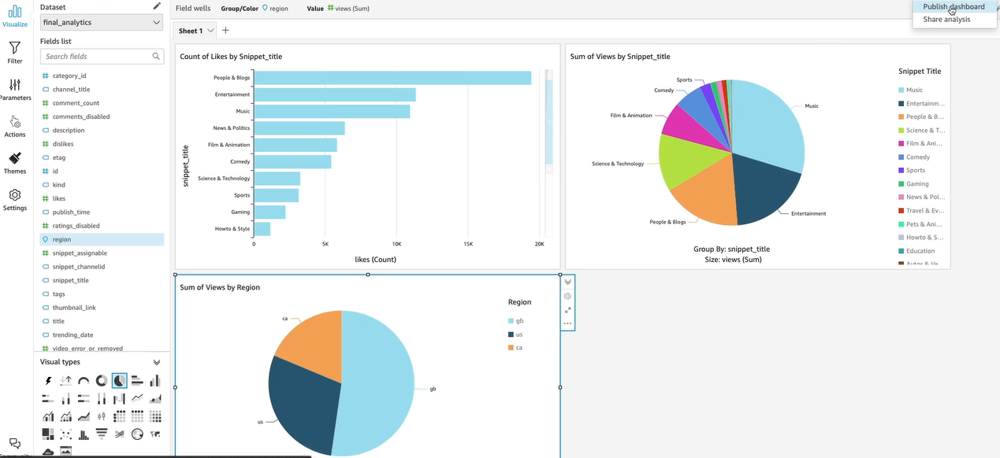 Visualize
Filter
Parameters
Actions
Themes
Settings
Dataset
final_analytics
Fields list
Search fields
category_id
channel_title
comment_count
comments_disabled
description
dislikes
etag
id
kind
likes
publish_time
ratings_disabled
region
snippet_assignable
snippet_channelid
snippet_title
tags
thumbnail_link
title
trending_date
video_error_or_removed
Visual types
Field wells Group/Color region Value views (Sum)
Publish dashboard
Share analysis
Sheet 1
Count of Likes by Snippet_title
snippet_title
People & Blogs
Entertainment
Music
News & Politics
Film & Animation
Comedy
Science & Technology
Sports
Gaming
Howto & Style
0 5K 10K 15K 20K
likes (Count)
Sum of Views by Snippet_title
Sports
Comedy
Film & Animation
Science & Technology
People & Blogs
Music
Entertainment
Group By: snippet_title
Size: views (Sum)
Snippet Title
Music
Entertainm...
People & B...
Science & T...
Film & Ani...
Comedy
Sports
Gaming
News & Pol...
Travel & Ev...
Pets & Ani...
Howto & S...
Education
Autos & Ve...
Sum of Views by Region
ca
us
gb
Region
gb
us
ca